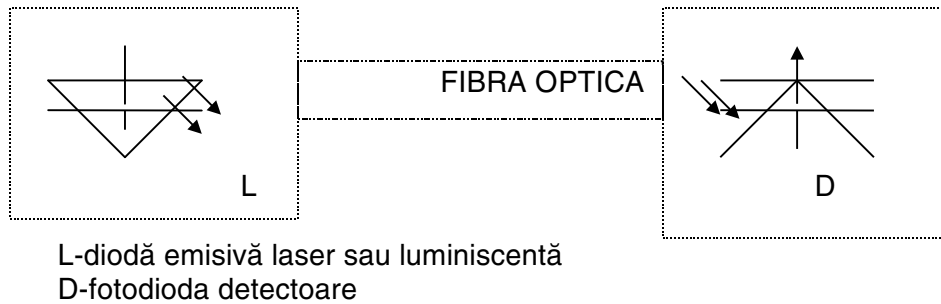 FIBRA OPTICA
L
D
L-diodă emisivă laser sau luminiscentă
D-fotodioda detectoare